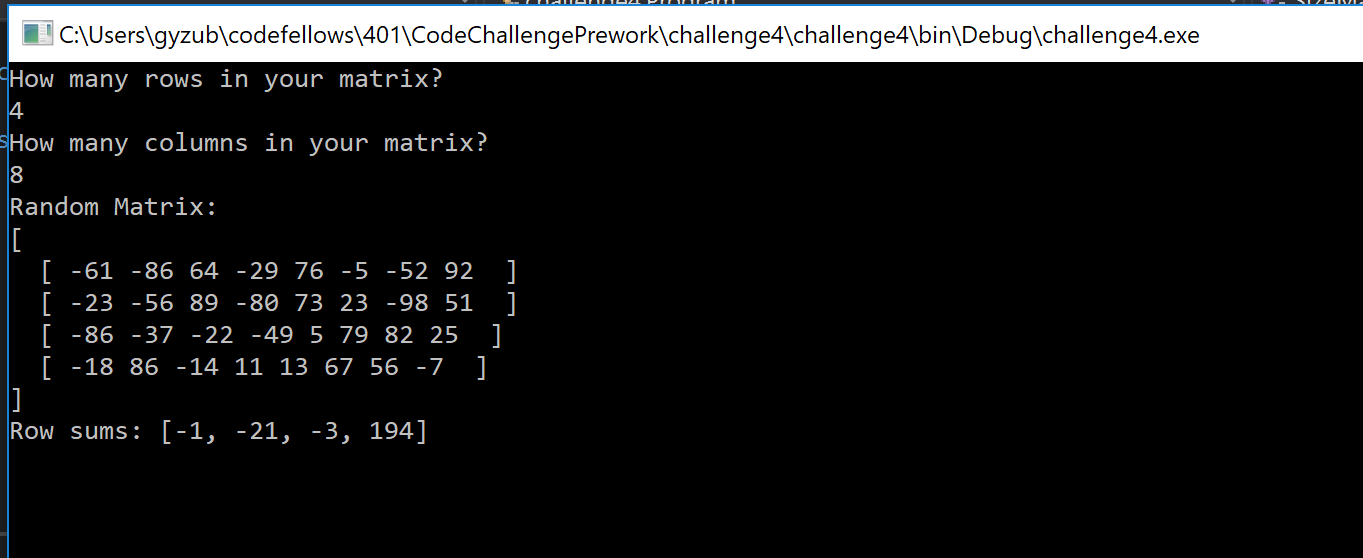 challenge4.Program
C:\Users\gyzub\codefellows\401\CodeChallengePrework\challenge4\challenge4\bin\Debug\challenge4.exe
How many rows in your matrix?
4
How many columns in your matrix?
8
Random Matrix:
[
  [ -61 -86 64 -29 76 -5 -52 92  ]
  [ -23 -56 89 -80 73 23 -98 51  ]
  [ -86 -37 -22 -49 5 79 82 25  ]
  [ -18 86 -14 11 13 67 56 -7  ]
]
Row sums: [-1, -21, -3, 194]